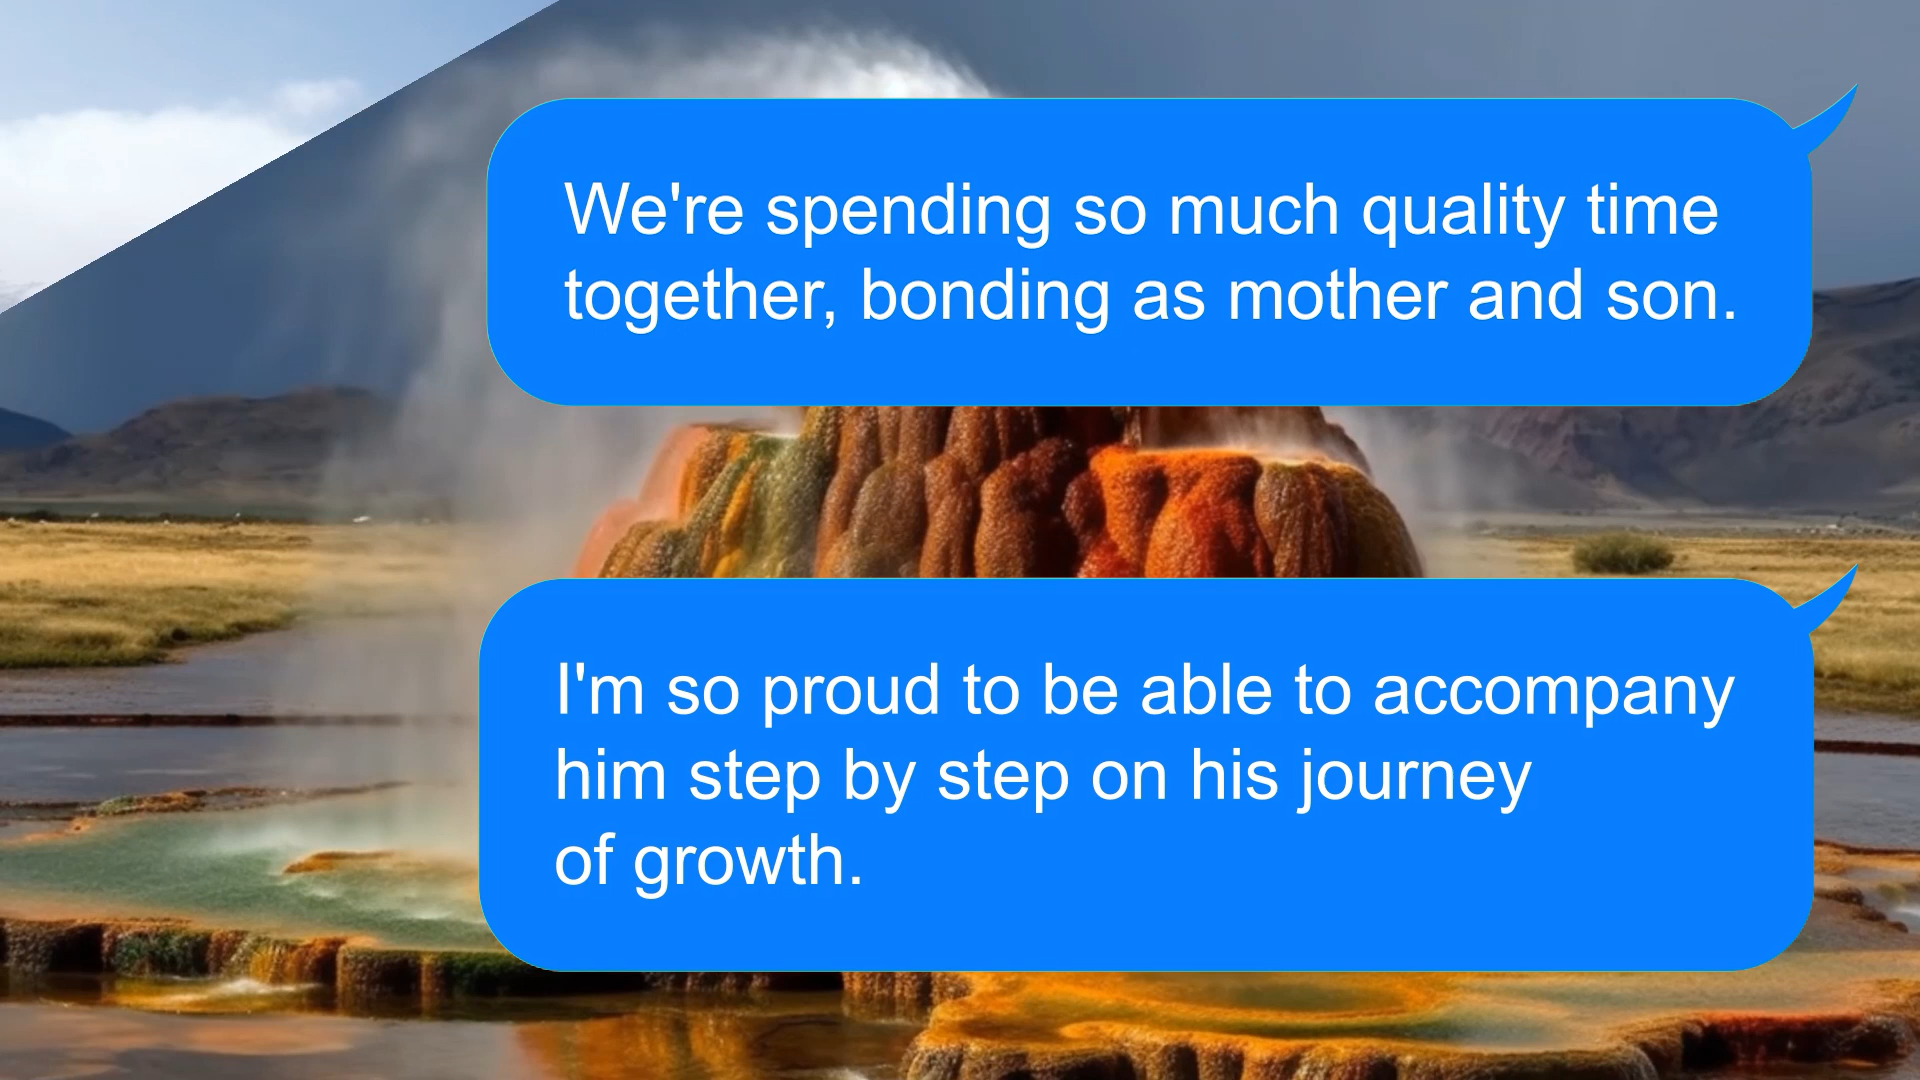 We're spending so much quality time
together, bonding as mother and son.
I'm so proud to be able to accompany
him step by step on his journey
of growth.